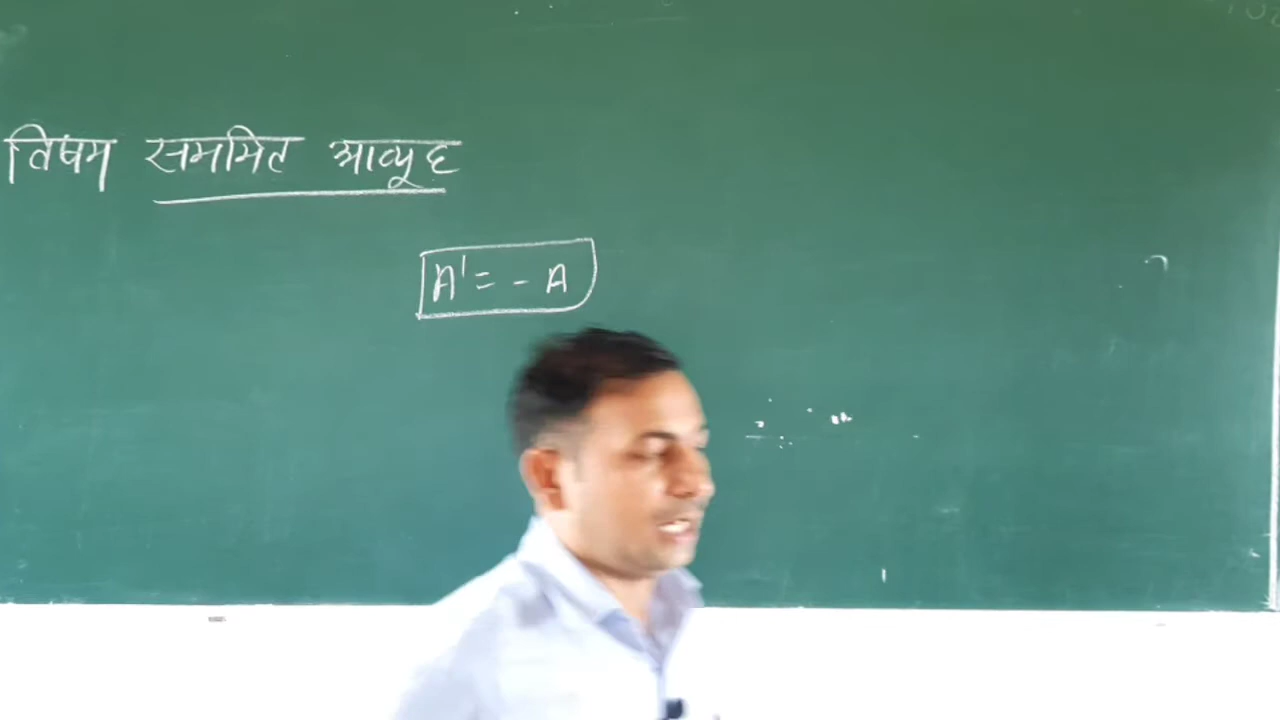 विषम सममित आव्यूह
A' = - A